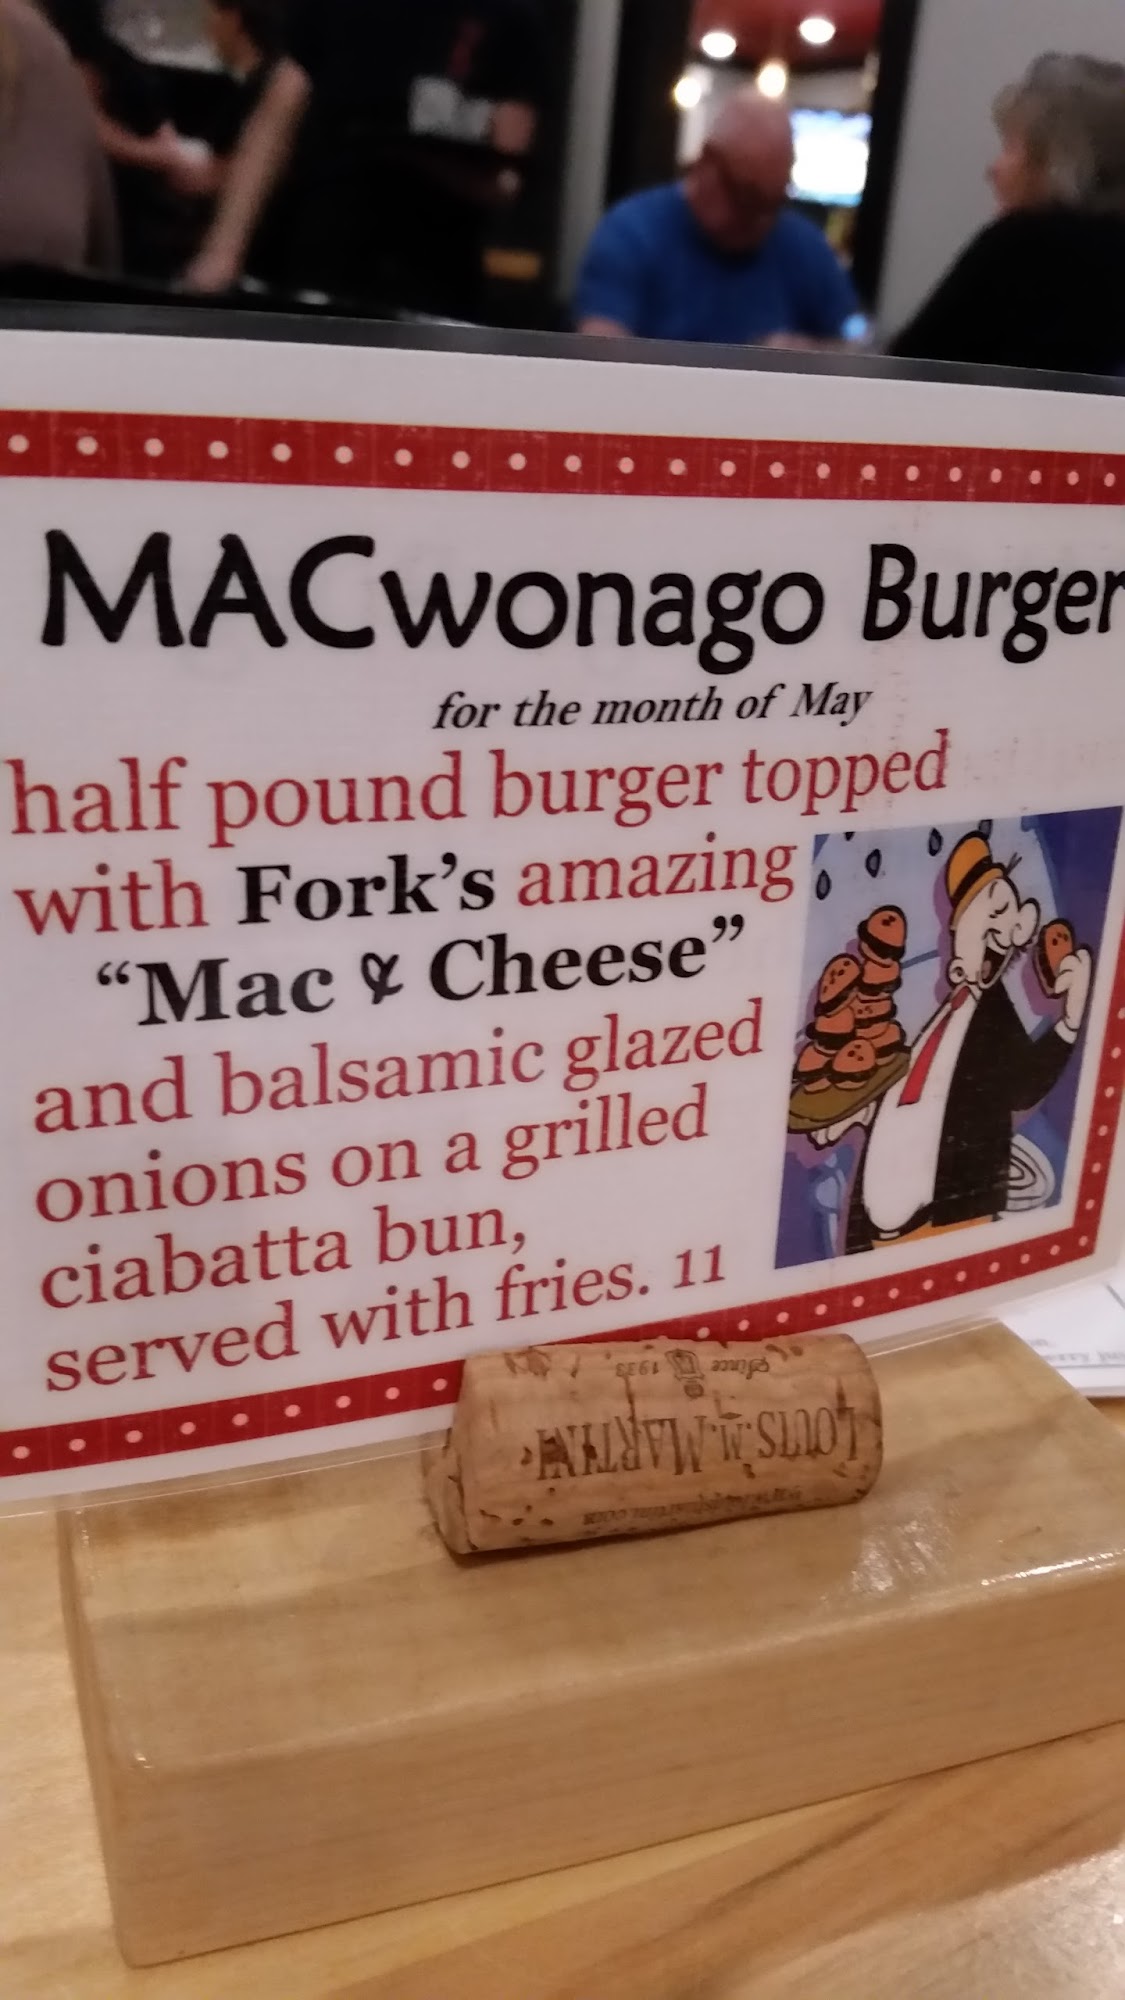 MACwonago Burger
for the month of May
half pound burger topped
with Fork's amazing
“Mac & Cheese”
and balsamic glazed
onions on a grilled
ciabatta bun,
served with fries. 11
Since 1933
LOUIS M. MARTINI